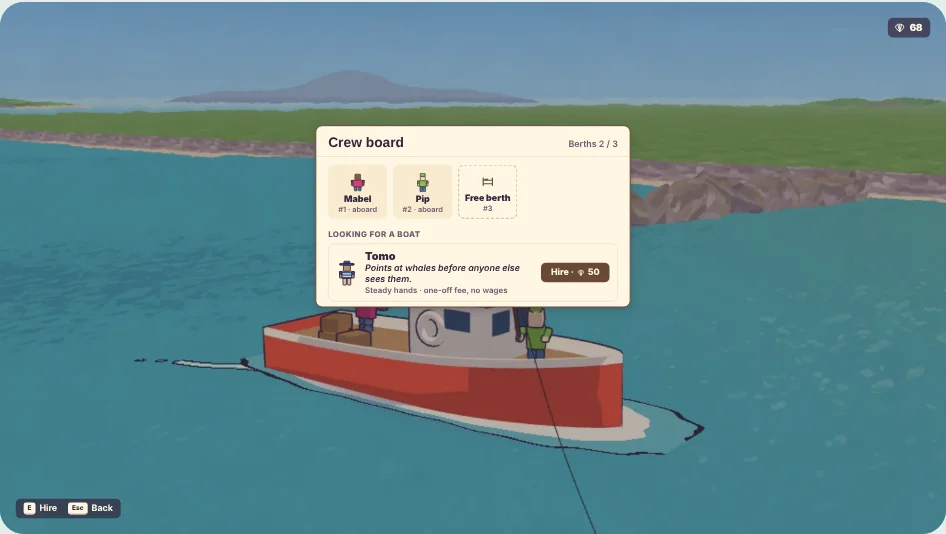 68
Crew board
Berths 2 / 3
Mabel
#1 · aboard
Pip
#2 · aboard
Free berth
#3
LOOKING FOR A BOAT
Tomo
Points at whales before anyone else
sees them.
Steady hands · one-off fee, no wages
Hire · 50
E Hire Esc Back